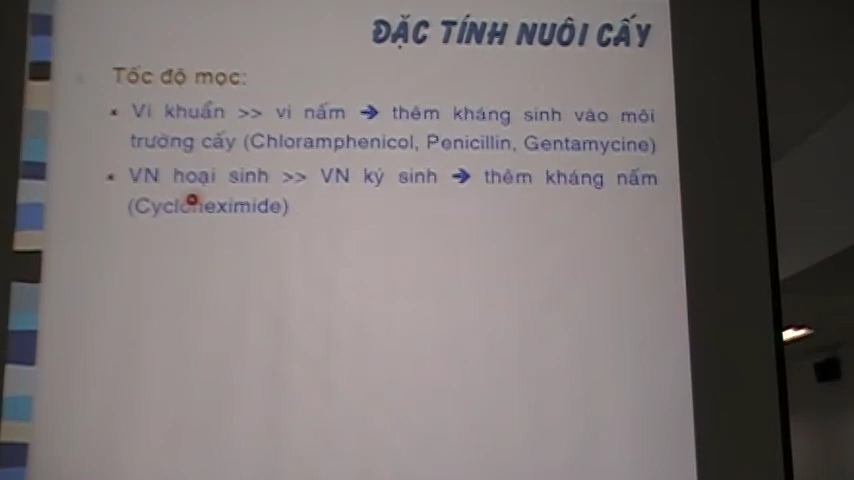 ĐẶC TÍNH NUÔI CẤY
Tốc độ mọc:
Vi khuẩn >> vi nấm ➔ thêm kháng sinh vào môi
trường cấy (Chloramphenicol, Penicillin, Gentamycine)
VN hoại sinh >> VN ký sinh ➔ thêm kháng nấm
(Cycloheximide)